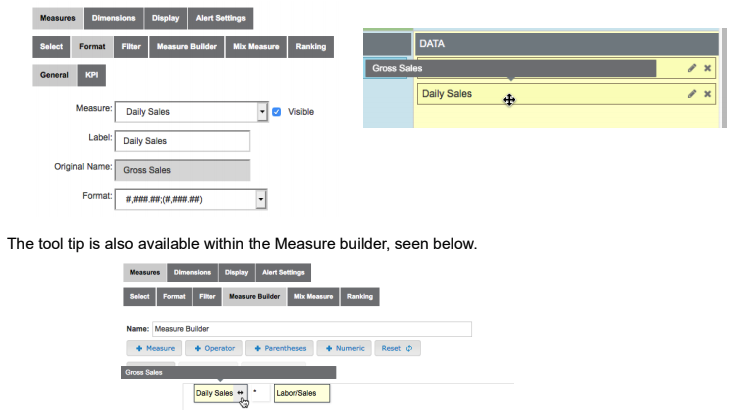 Measures Dimensions Display Alert Settings
Select Format Filter Measure Builder Mix Measure Ranking
General KPI
Measure: Daily Sales Visible
Label: Daily Sales
Original Name: Gross Sales
Format: #,###.##;(#,###.##)
DATA
Gross Sales
Daily Sales
The tool tip is also available within the Measure builder, seen below.
Measures Dimensions Display Alert Settings
Select Format Filter Measure Builder Mix Measure Ranking
Name: Measure Builder
+ Measure + Operator + Parentheses + Numeric Reset
Gross Sales
Daily Sales * Labor/Sales